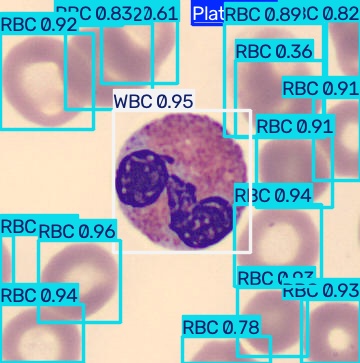 RBC 0.92
0.832
0.61
Plat
RBC 0.89
0.82
RBC 0.36
WBC 0.95
RBC 0.91
RBC 0.91
RBC 0.94
RBC
RBC 0.96
RBC 0.93
RBC 0.94
RBC 0.78